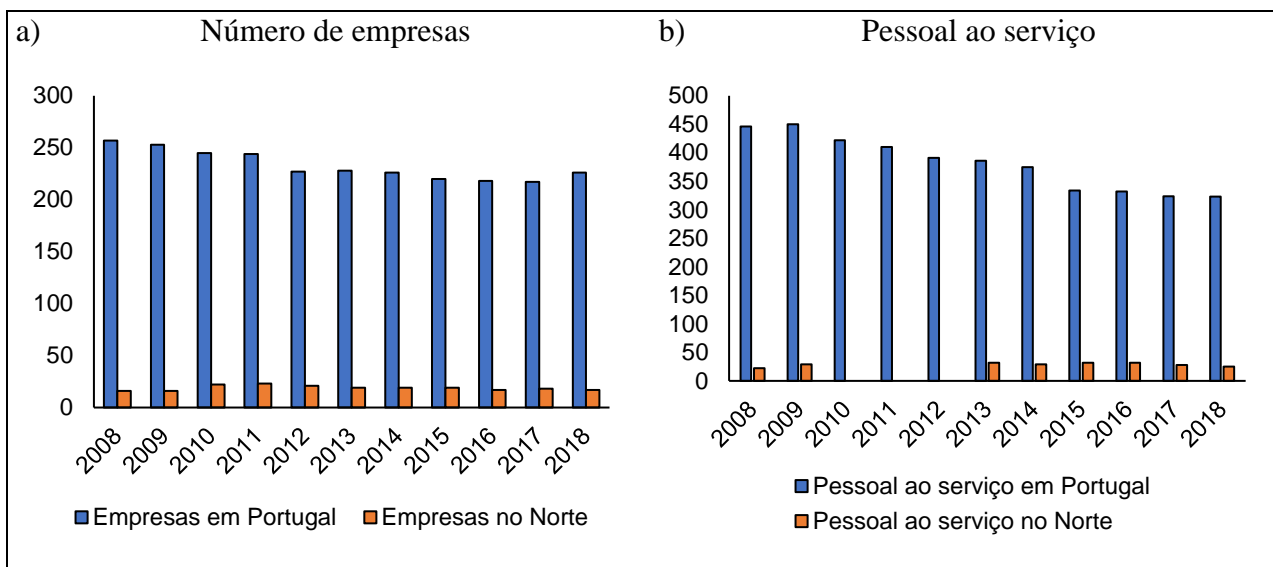 a) Número de empresas
300
250
200
150
100
50
0
2008 2009 2010 2011 2012 2013 2014 2015 2016 2017 2018
Empresas em Portugal Empresas no Norte
b) Pessoal ao serviço
500
450
400
350
300
250
200
150
100
50
0
2008 2009 2010 2011 2012 2013 2014 2015 2016 2017 2018
Pessoal ao serviço em Portugal
Pessoal ao serviço no Norte